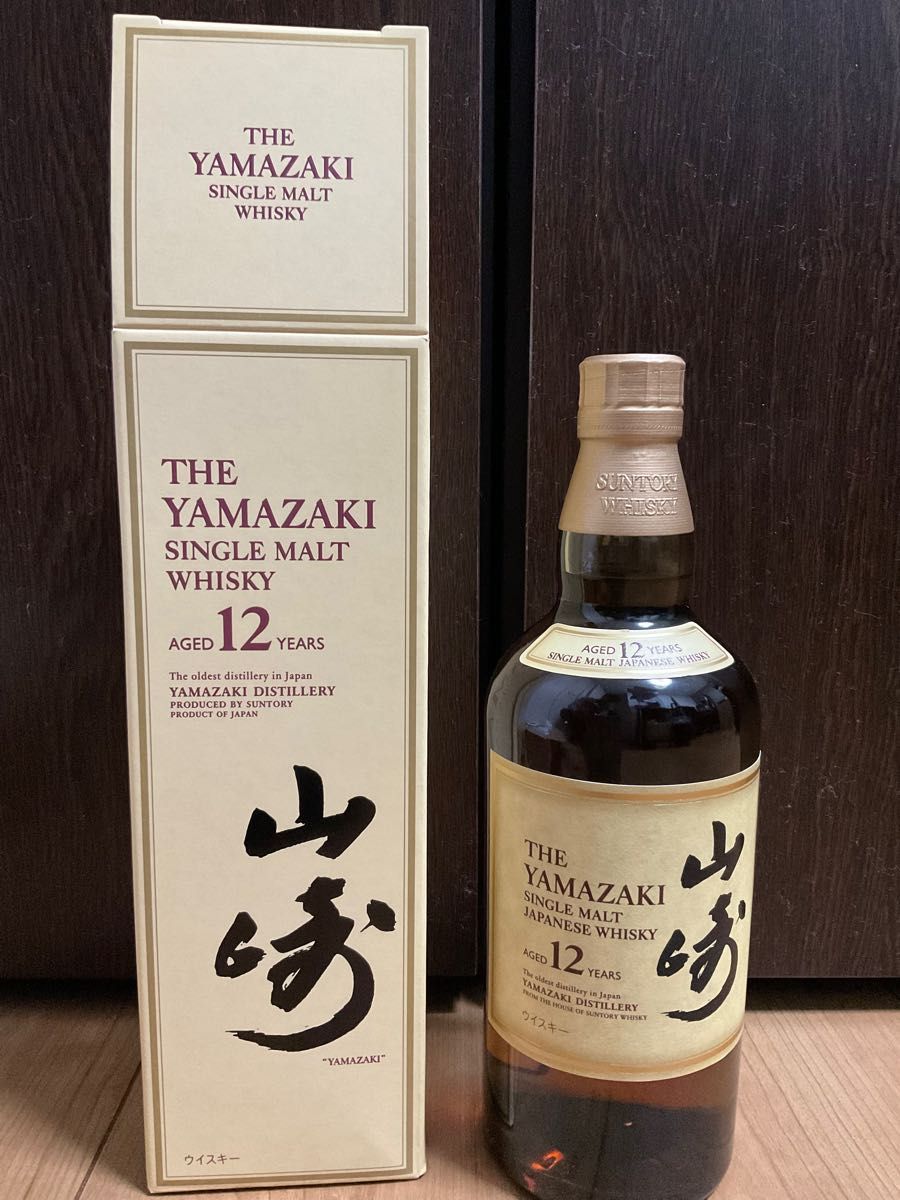 THE
YAMAZAKI
SINGLE MALT
WHISKY
THE
YAMAZAKI
SINGLE MALT
WHISKY
AGED 12 YEARS
The oldest distillery in Japan
YAMAZAKI DISTILLERY
PRODUCED BY SUNTORY
PRODUCT OF JAPAN
山崎
"YAMAZAKI"
ウイスキー
SUNTORY
WHISKY
AGED 12 YEARS
SINGLE MALT JAPANESE WHISKY
THE
YAMAZAKI
SINGLE MALT
JAPANESE WHISKY
AGED 12 YEARS
The oldest distillery in Japan
YAMAZAKI DISTILLERY
FROM THE HOUSE OF SUNTORY WHISKY
ウイスキー
山崎